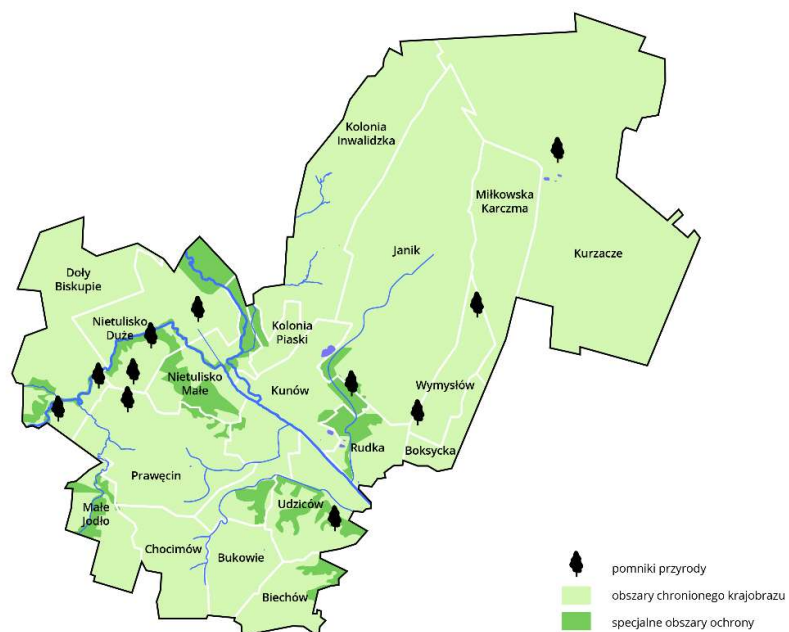 Kolonia
Inwalidzka
Miłkowska
Karczma
Janik
Kurzacze
Doły
Biskupie
Nietulisko
Duże
Kolonia
Piaski
Nietulisko
Małe
Kunów
Wymysłów
Rudka
Boksycka
Prawęcin
Małe
Jodło
Udziców
Chocimów
Bukowie
Biechów
pomniki przyrody
obszary chronionego krajobrazu
specjalne obszary ochrony